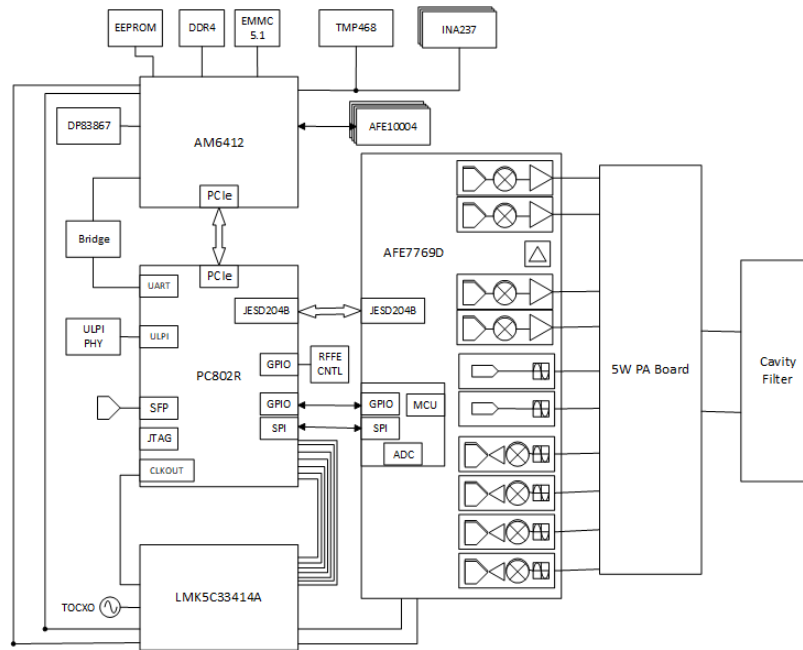 EEPROM
DDR4
EMMC
5.1
TMP468
INA237
DP83867
AM6412
AFE10004
PCIe
Bridge
AFE7769D
PCIe
UART
JESD204B
JESD204B
ULPI
PHY
ULPI
PC802R
GPIO
RFFE
CNTL
5W PA Board
Cavity
Filter
SFP
GPIO
GPIO
MCU
JTAG
SPI
SPI
ADC
CLKOUT
TOCXO
LMK5C33414A